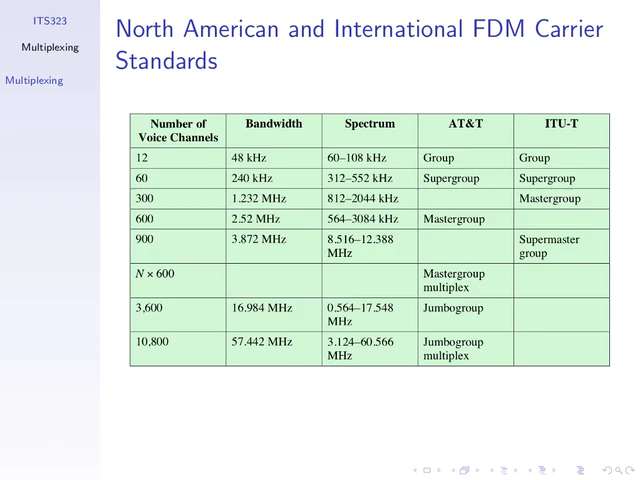 ITS323
Multiplexing
Multiplexing
North American and International FDM Carrier
Standards
Number of Voice Channels Bandwidth Spectrum AT&T ITU-T
12 48 kHz 60–108 kHz Group Group
60 240 kHz 312–552 kHz Supergroup Supergroup
300 1.232 MHz 812–2044 kHz Mastergroup
600 2.52 MHz 564–3084 kHz Mastergroup
900 3.872 MHz 8.516–12.388 MHz Supermaster group
N × 600 Mastergroup multiplex
3,600 16.984 MHz 0.564–17.548 MHz Jumbogroup
10,800 57.442 MHz 3.124–60.566 MHz Jumbogroup multiplex